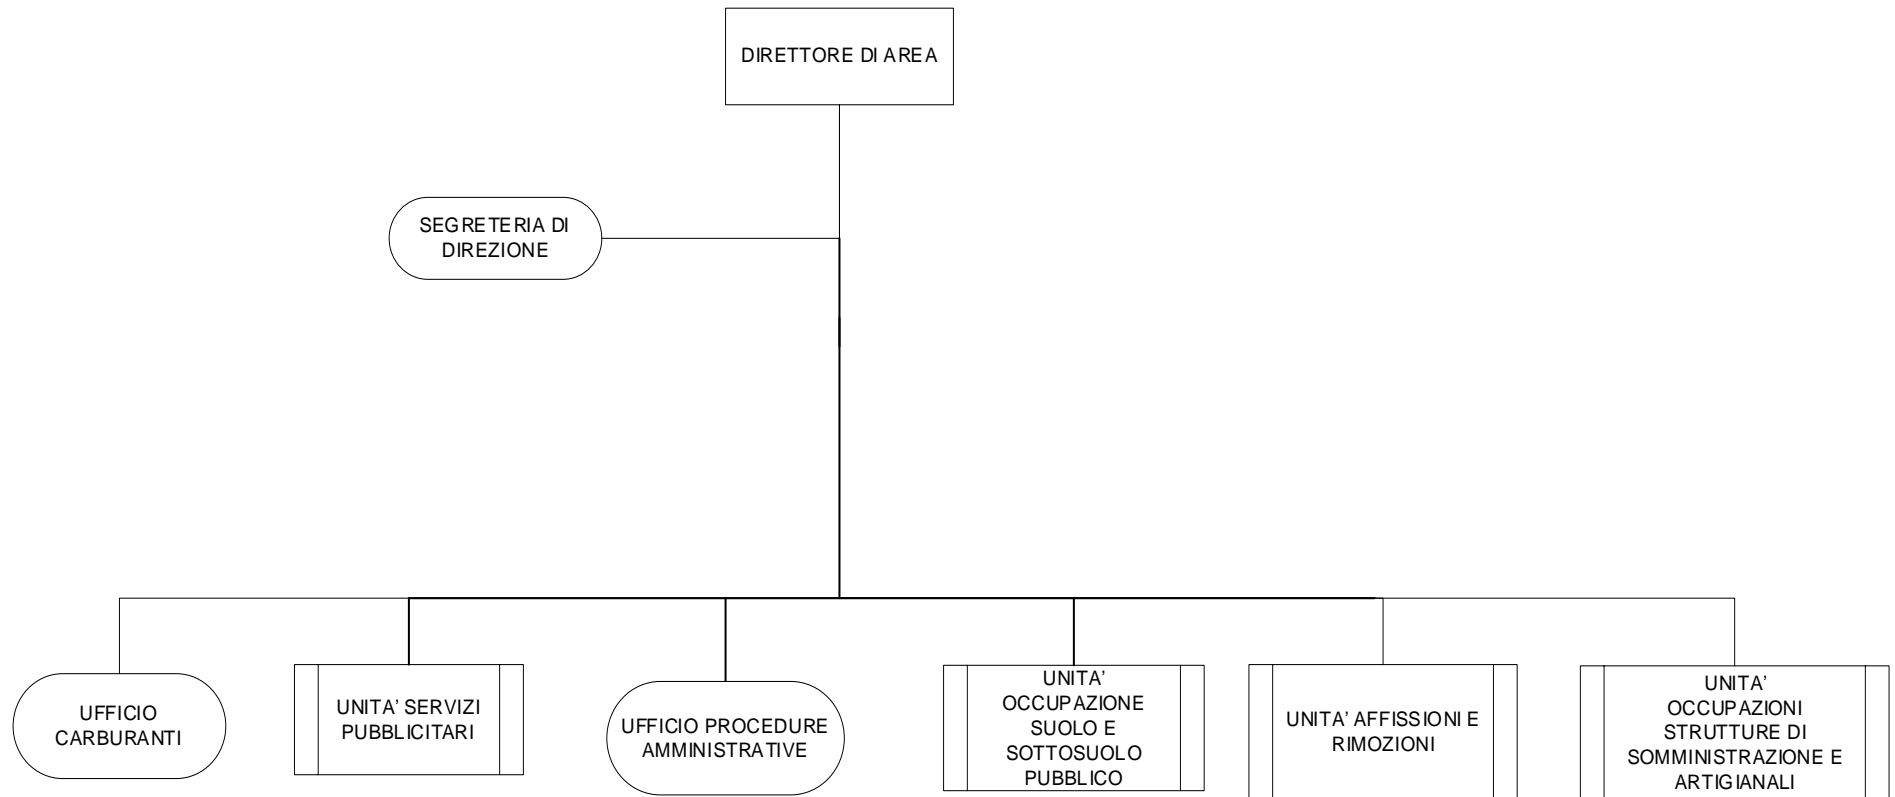 DIRETTORE DI AREA
SEGRETERIA DI
DIREZIONE
UFFICIO
CARBURANTI
UNITA' SERVIZI
PUBBLICITARI
UFFICIO PROCEDURE
AMMINISTRATIVE
UNITA'
OCCUPAZIONE
SUOLO E
SOTTOSUOLO
PUBBLICO
UNITA' AFFISSIONI E
RIMOZIONI
UNITA'
OCCUPAZIONI
STRUTTURE DI
SOMMINISTRAZIONE E
ARTIGIANALI